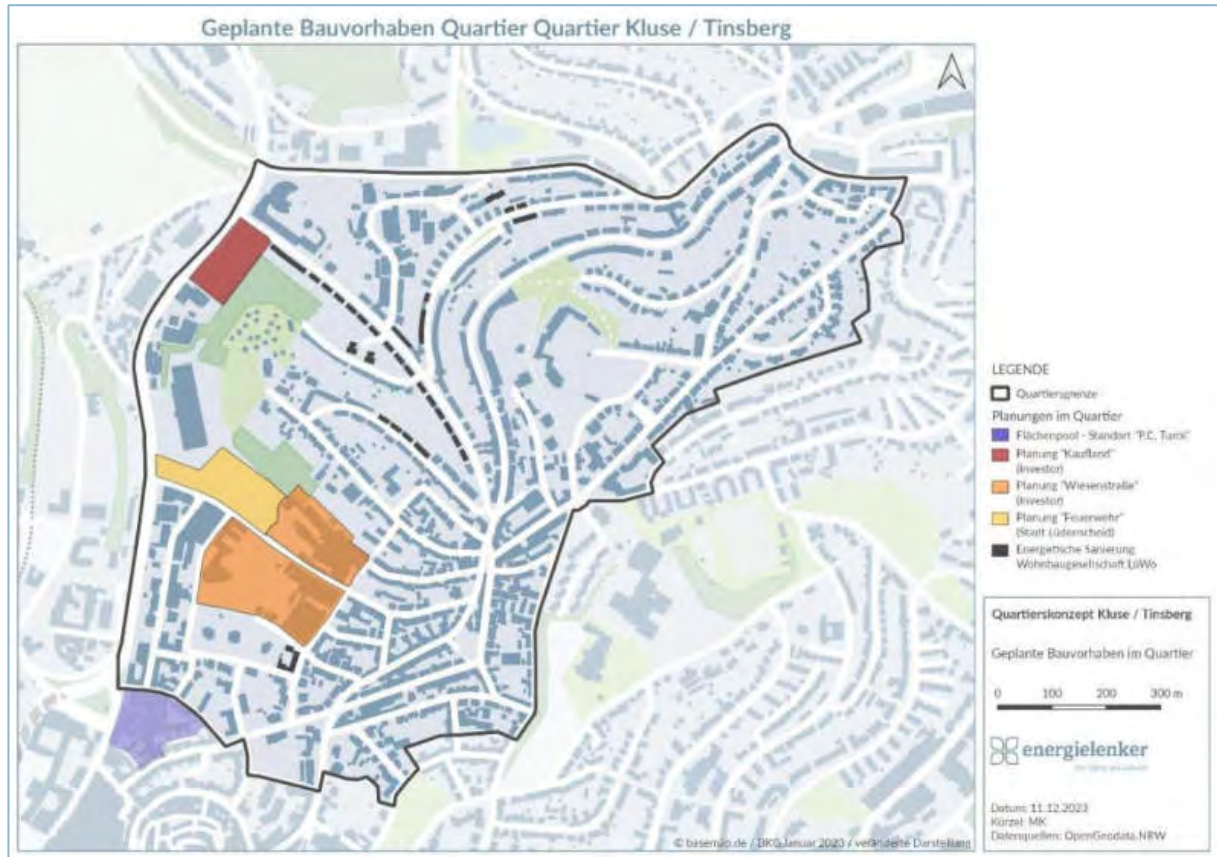 Geplante Bauvorhaben Quartier Quartier Kluse / Tinsberg
LEGENDE
Quartiersgrenze
Planungen im Quartier
Flächenpool - Standort "P.C. Turck"
Planung "Kaufland"
(Investor)
Planung "Wiesenstraße"
(Investor)
Planung "Feuerwehr"
(Stadt Lüdenscheid)
Energetische Sanierung
Wohnbaugesellschaft LüWo
Quartierskonzept Kluse / Tinsberg
Geplante Bauvorhaben im Quartier
0 100 200 300 m
energielenker
Datum: 11.12.2023
Kürzel: MK
Datenquellen: OpenGeodata.NRW
© basemap.de / BKG Januar 2023 / veränderte Darstellung